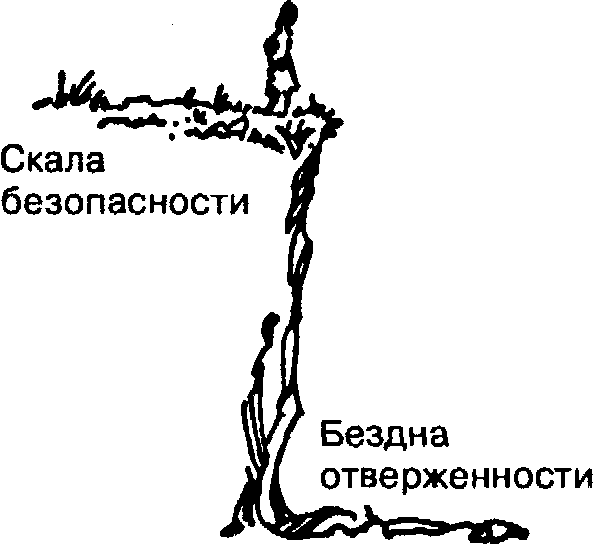 Скала
безопасности
Бездна
отверженности